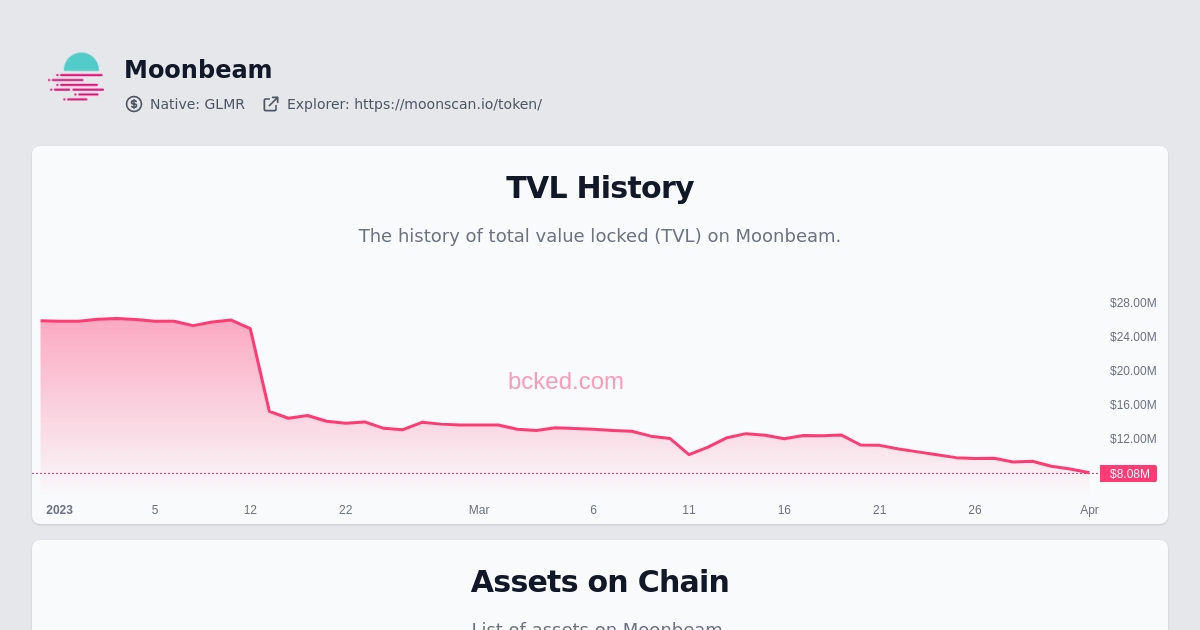 Moonbeam
Native: GLMR Explorer: https://moonscan.io/token/
TVL History
The history of total value locked (TVL) on Moonbeam.
$28.00M
$24.00M
$20.00M
bcked.com
$16.00M
$12.00M
$8.08M
2023 5 12 22 Mar 6 11 16 21 26 Apr
Assets on Chain
List of assets on Moonbeam